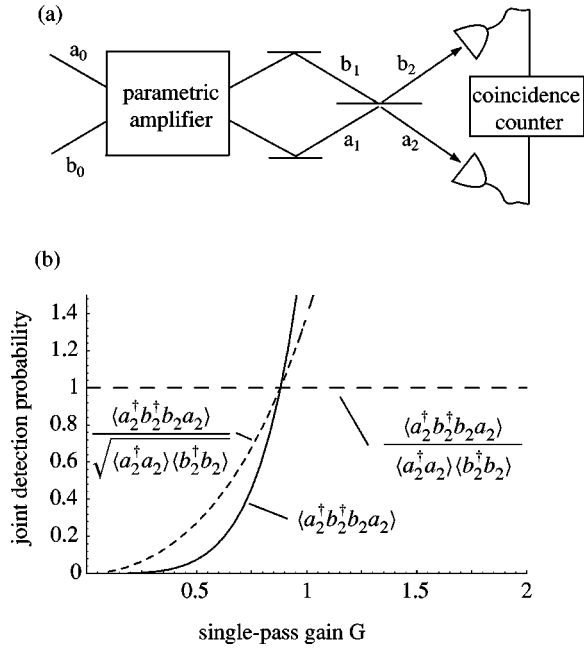 (a)
a₀
b₀
parametric
amplifier
b₁
a₁
b₂
a₂
coincidence
counter
(b)
joint detection probability
1.4
1.2
1
0.8
0.6
0.4
0.2
0
⟨a₂†b₂†b₂a₂⟩
√⟨a₂†a₂⟩⟨b₂†b₂⟩
⟨a₂†b₂†b₂a₂⟩
⟨a₂†a₂⟩⟨b₂†b₂⟩
⟨a₂†b₂†b₂a₂⟩
0.5
1
1.5
2
single-pass gain G